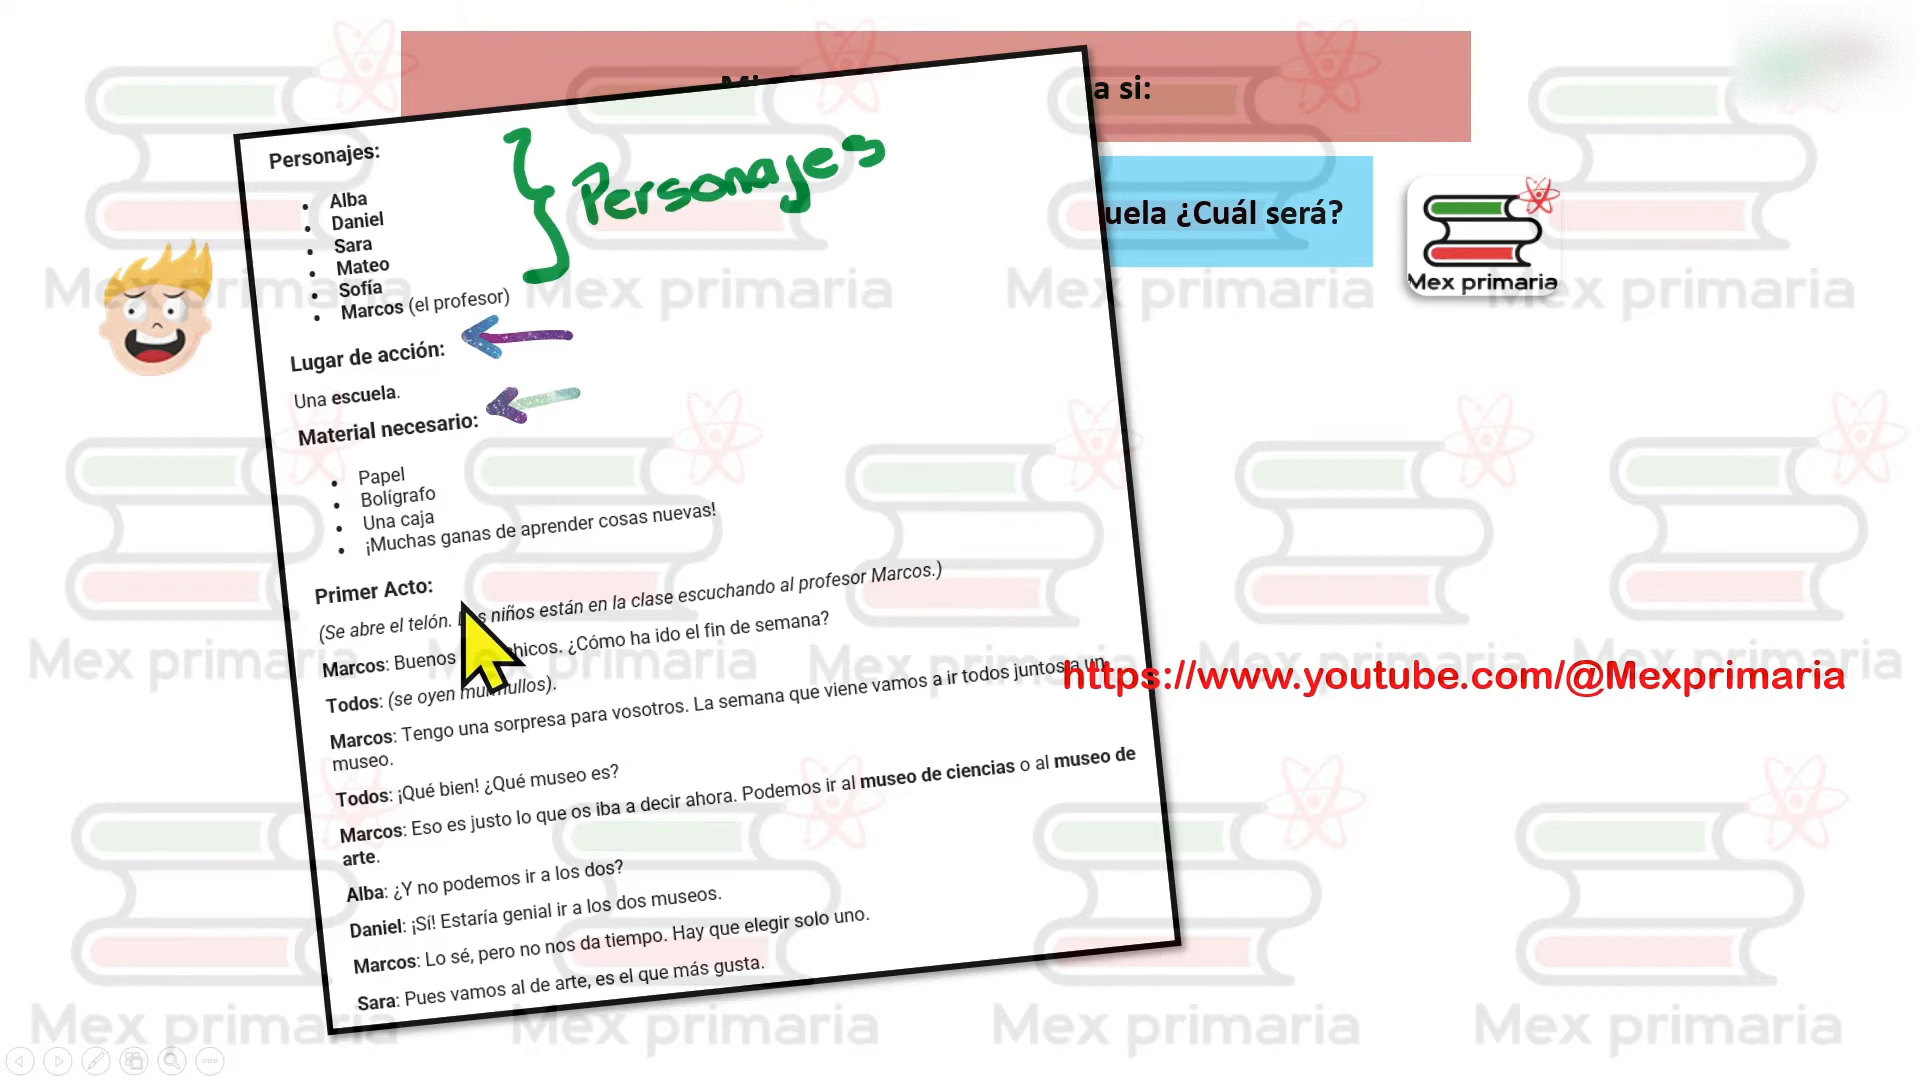 a si:
uela ¿Cuál será?
Mex primaria
Personajes:
Personajes
Alba
Daniel
Sara
Mateo
Sofía
Marcos (el profesor)
Lugar de acción:
Una escuela.
Material necesario:
Papel
Bolígrafo
Una caja
¡Muchas ganas de aprender cosas nuevas!
Primer Acto:
(Se abre el telón. niños están en la clase escuchando al profesor Marcos.)
Marcos: Buenos chicos. ¿Cómo ha ido el fin de semana?
Todos: (se oyen murmullos).
Marcos: Tengo una sorpresa para vosotros. La semana que viene vamos a ir todos juntos a un
museo.
https://www.youtube.com/@Mexprimaria
Todos: ¡Qué bien! ¿Qué museo es?
Marcos: Eso es justo lo que os iba a decir ahora. Podemos ir al museo de ciencias o al museo de
arte.
Alba: ¿Y no podemos ir a los dos?
Daniel: ¡Sí! Estaría genial ir a los dos museos.
Marcos: Lo sé, pero no nos da tiempo. Hay que elegir solo uno.
Sara: Pues vamos al de arte, es el que más gusta.